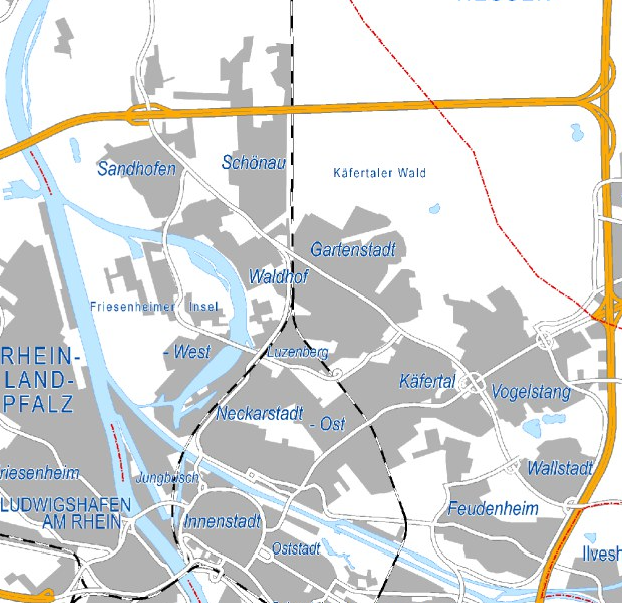 Sandhofen
Schönau
Käfertaler Wald
Gartenstadt
Waldhof
Friesenheimer Insel
RHEIN-
LAND-
PFALZ
- West
Luzenberg
Käfertal
Vogelstang
Neckarstadt
- Ost
Wallstadt
riesenheim
Jungbusch
LUDWIGSHAFEN
AM RHEIN
Feudenheim
Innenstadt
Oststadt
Ilvesh